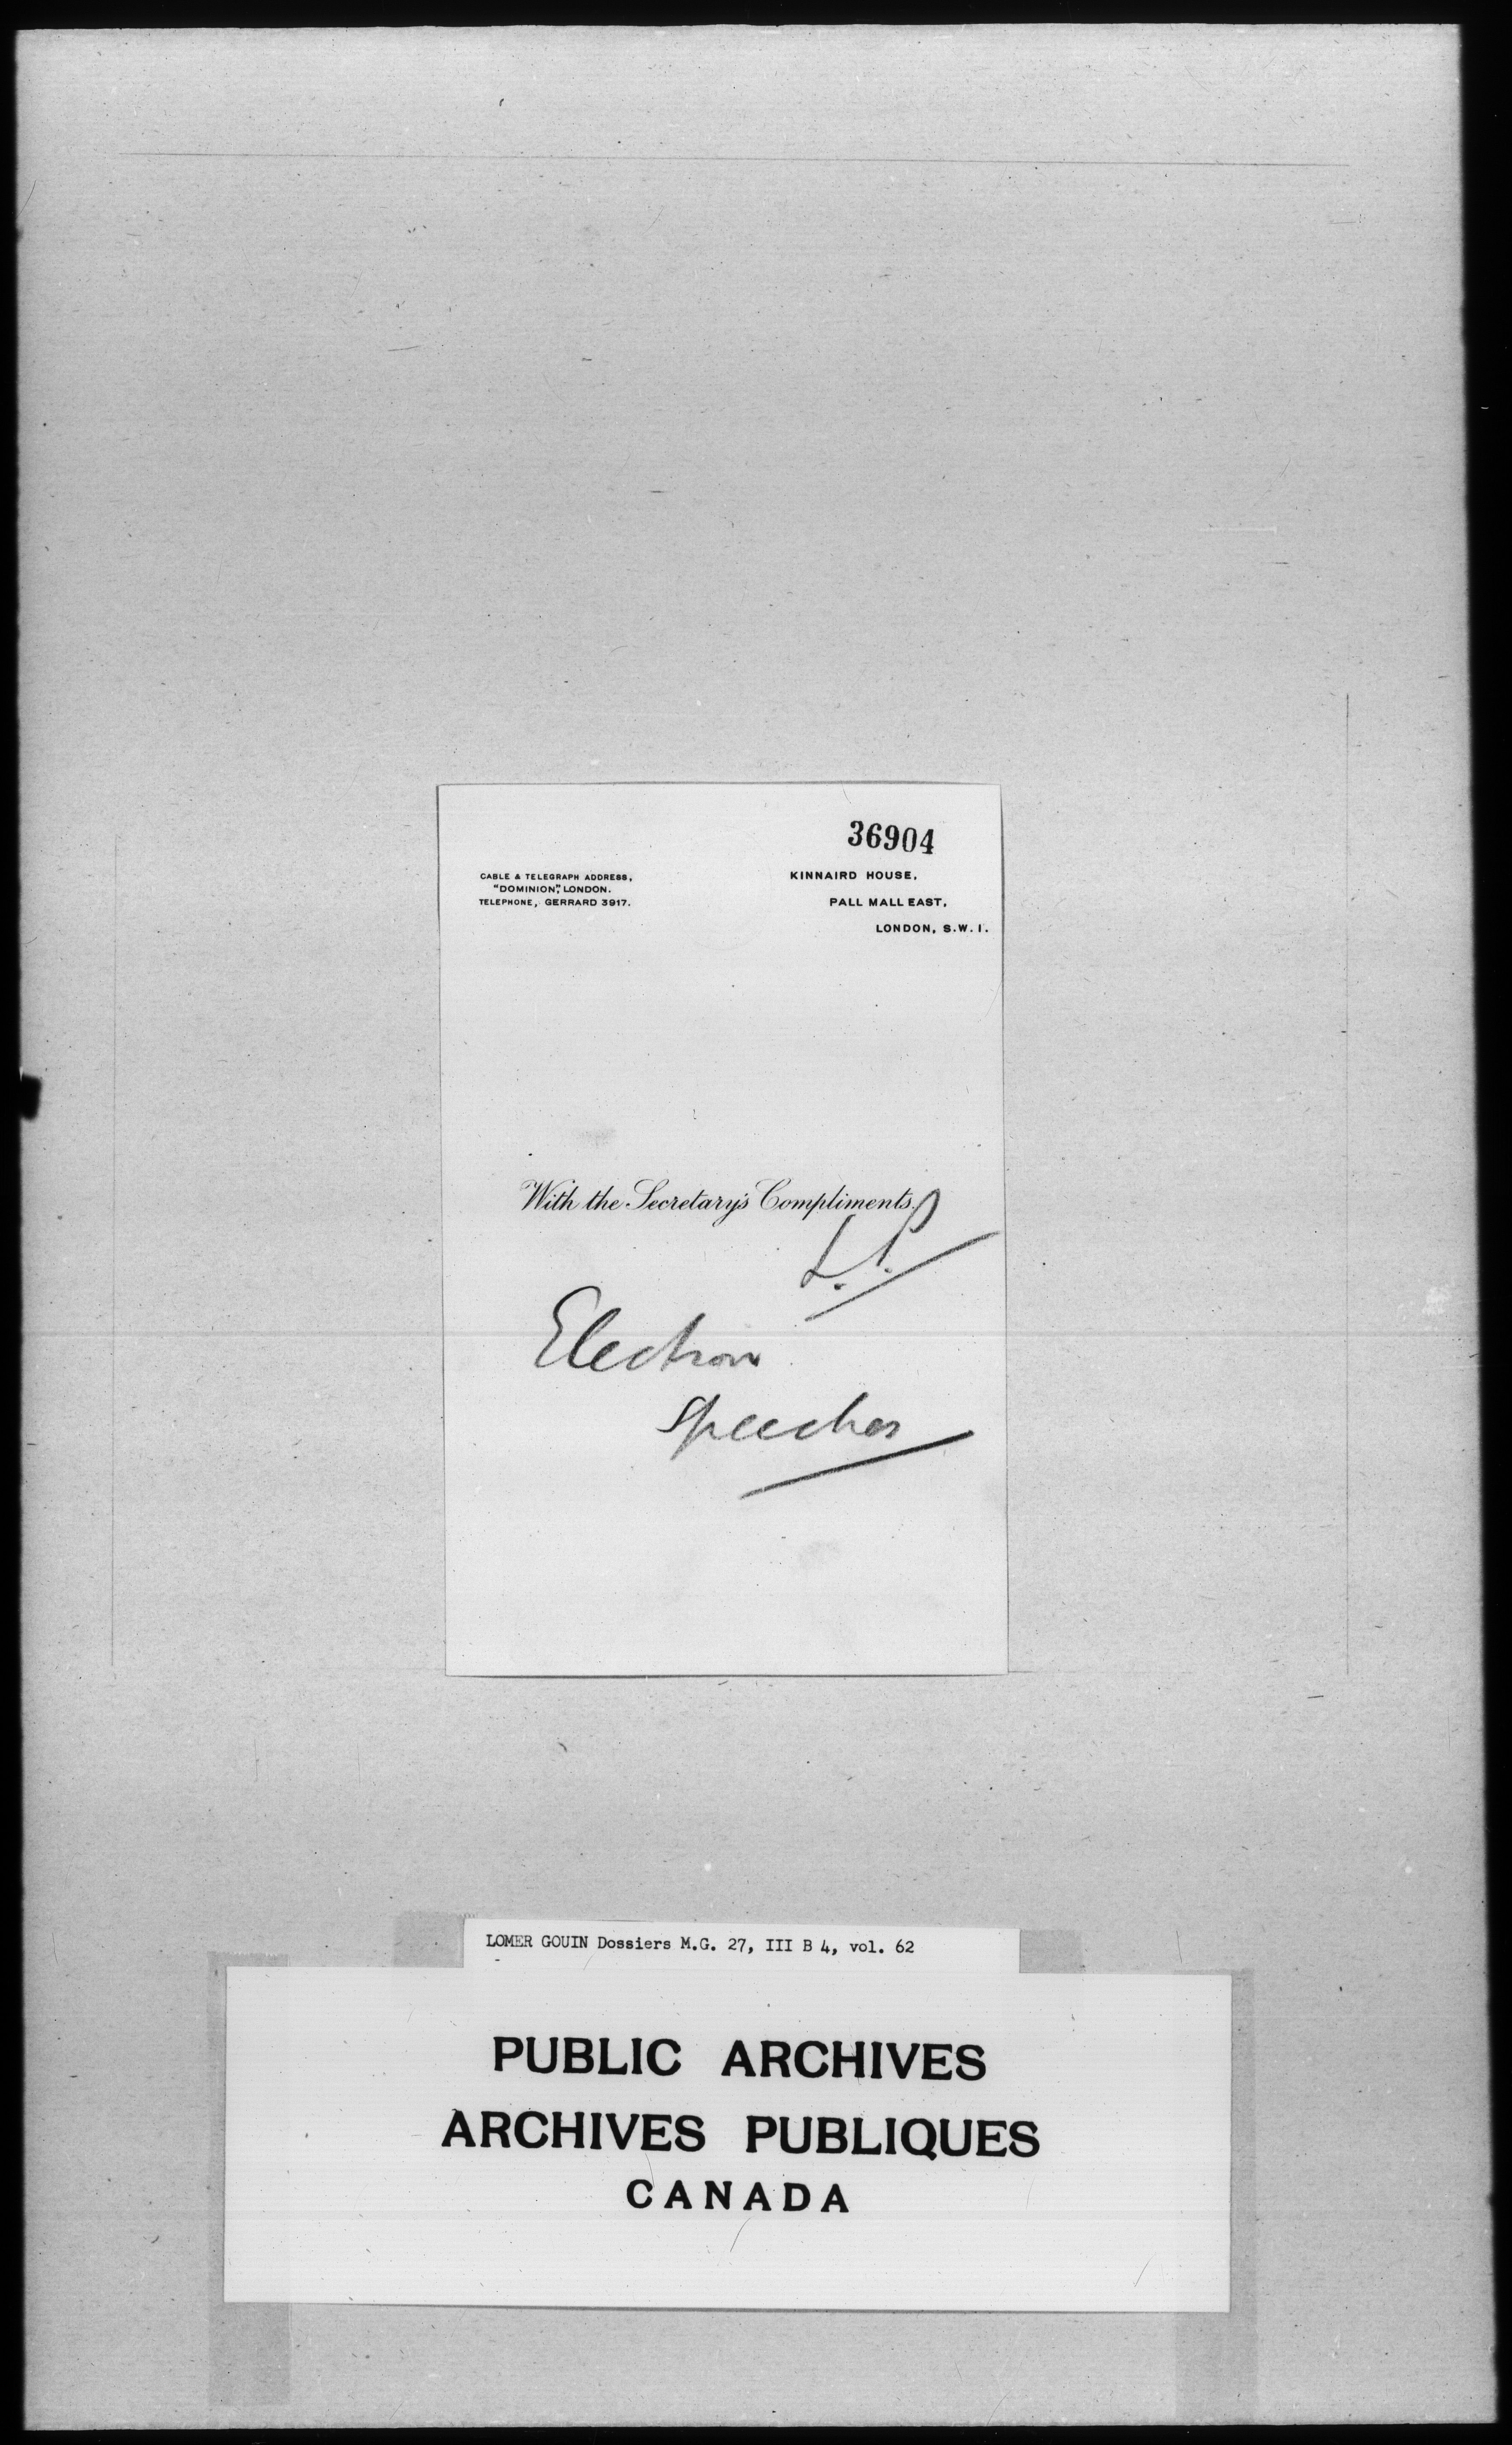 36904
CABLE & TELEGRAPH ADDRESS,
"DOMINION," LONDON.
TELEPHONE, GERRARD 3917.
KINNAIRD HOUSE,
PALL MALL EAST,
LONDON, S.W.1.
With the Secretary's Compliments.
Election
Speeches
LOMER GOUIN Dossiers M.G. 27, III B 4, vol. 62
PUBLIC ARCHIVES
ARCHIVES PUBLIQUES
CANADA